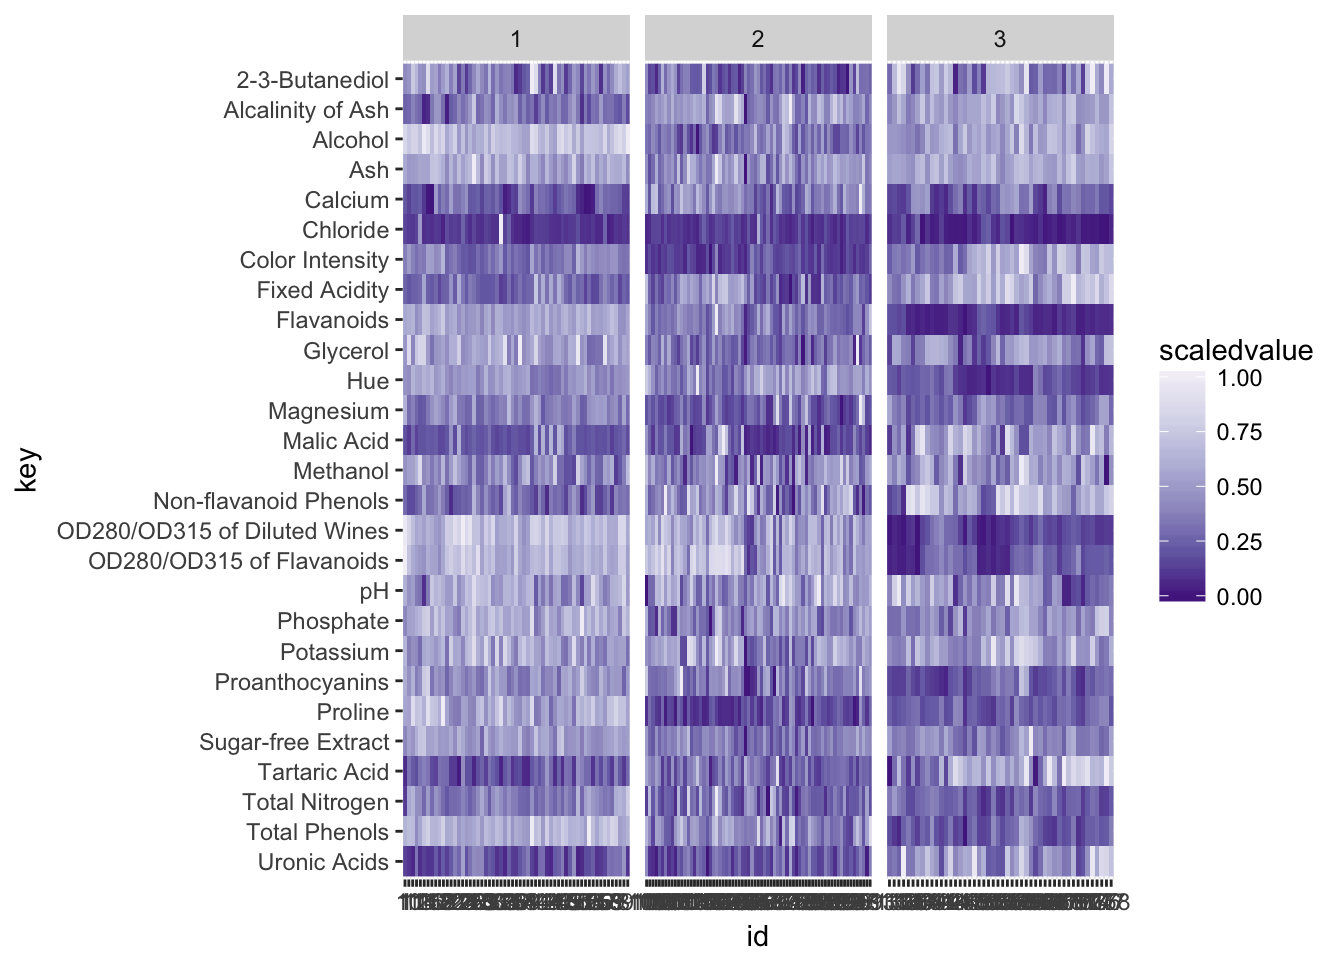 1
2
3
2-3-Butanediol
Alcalinity of Ash
Alcohol
Ash
Calcium
Chloride
Color Intensity
Fixed Acidity
Flavanoids
Glycerol
Hue
Magnesium
Malic Acid
Methanol
Non-flavanoid Phenols
OD280/OD315 of Diluted Wines
OD280/OD315 of Flavanoids
pH
Phosphate
Potassium
Proanthocyanins
Proline
Sugar-free Extract
Tartaric Acid
Total Nitrogen
Total Phenols
Uronic Acids
key
id
scaledvalue
1.00
0.75
0.50
0.25
0.00